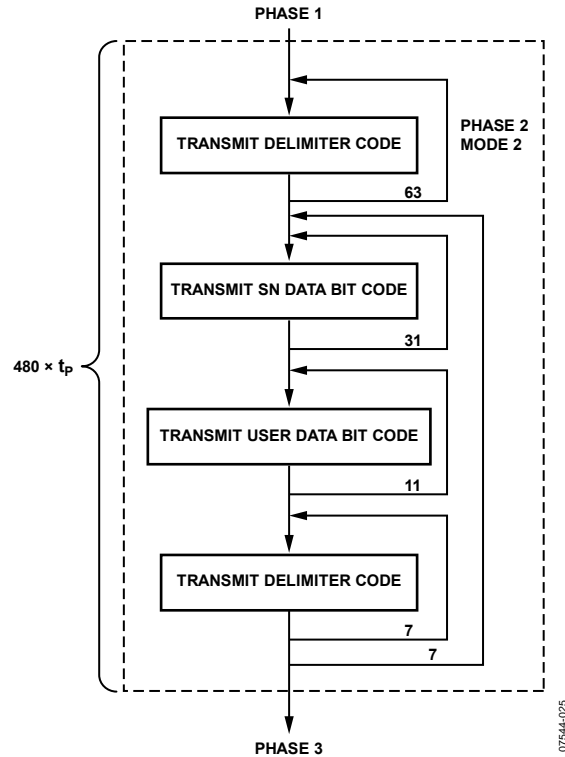 PHASE 1
TRANSMIT DELIMITER CODE
PHASE 2
MODE 2
63
TRANSMIT SN DATA BIT CODE
31
480 × tP
TRANSMIT USER DATA BIT CODE
11
TRANSMIT DELIMITER CODE
7
7
PHASE 3
07544-025